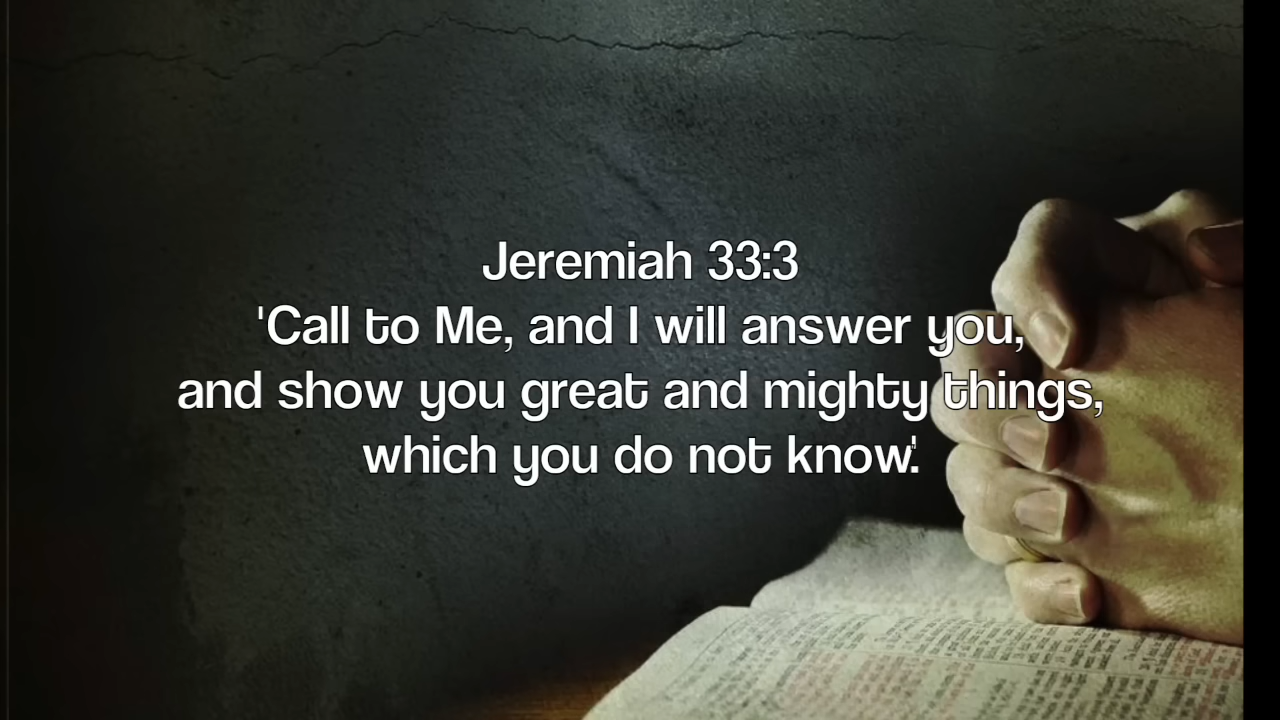 Jeremiah 33:3
'Call to Me, and I will answer you,
and show you great and mighty things,
which you do not know.'